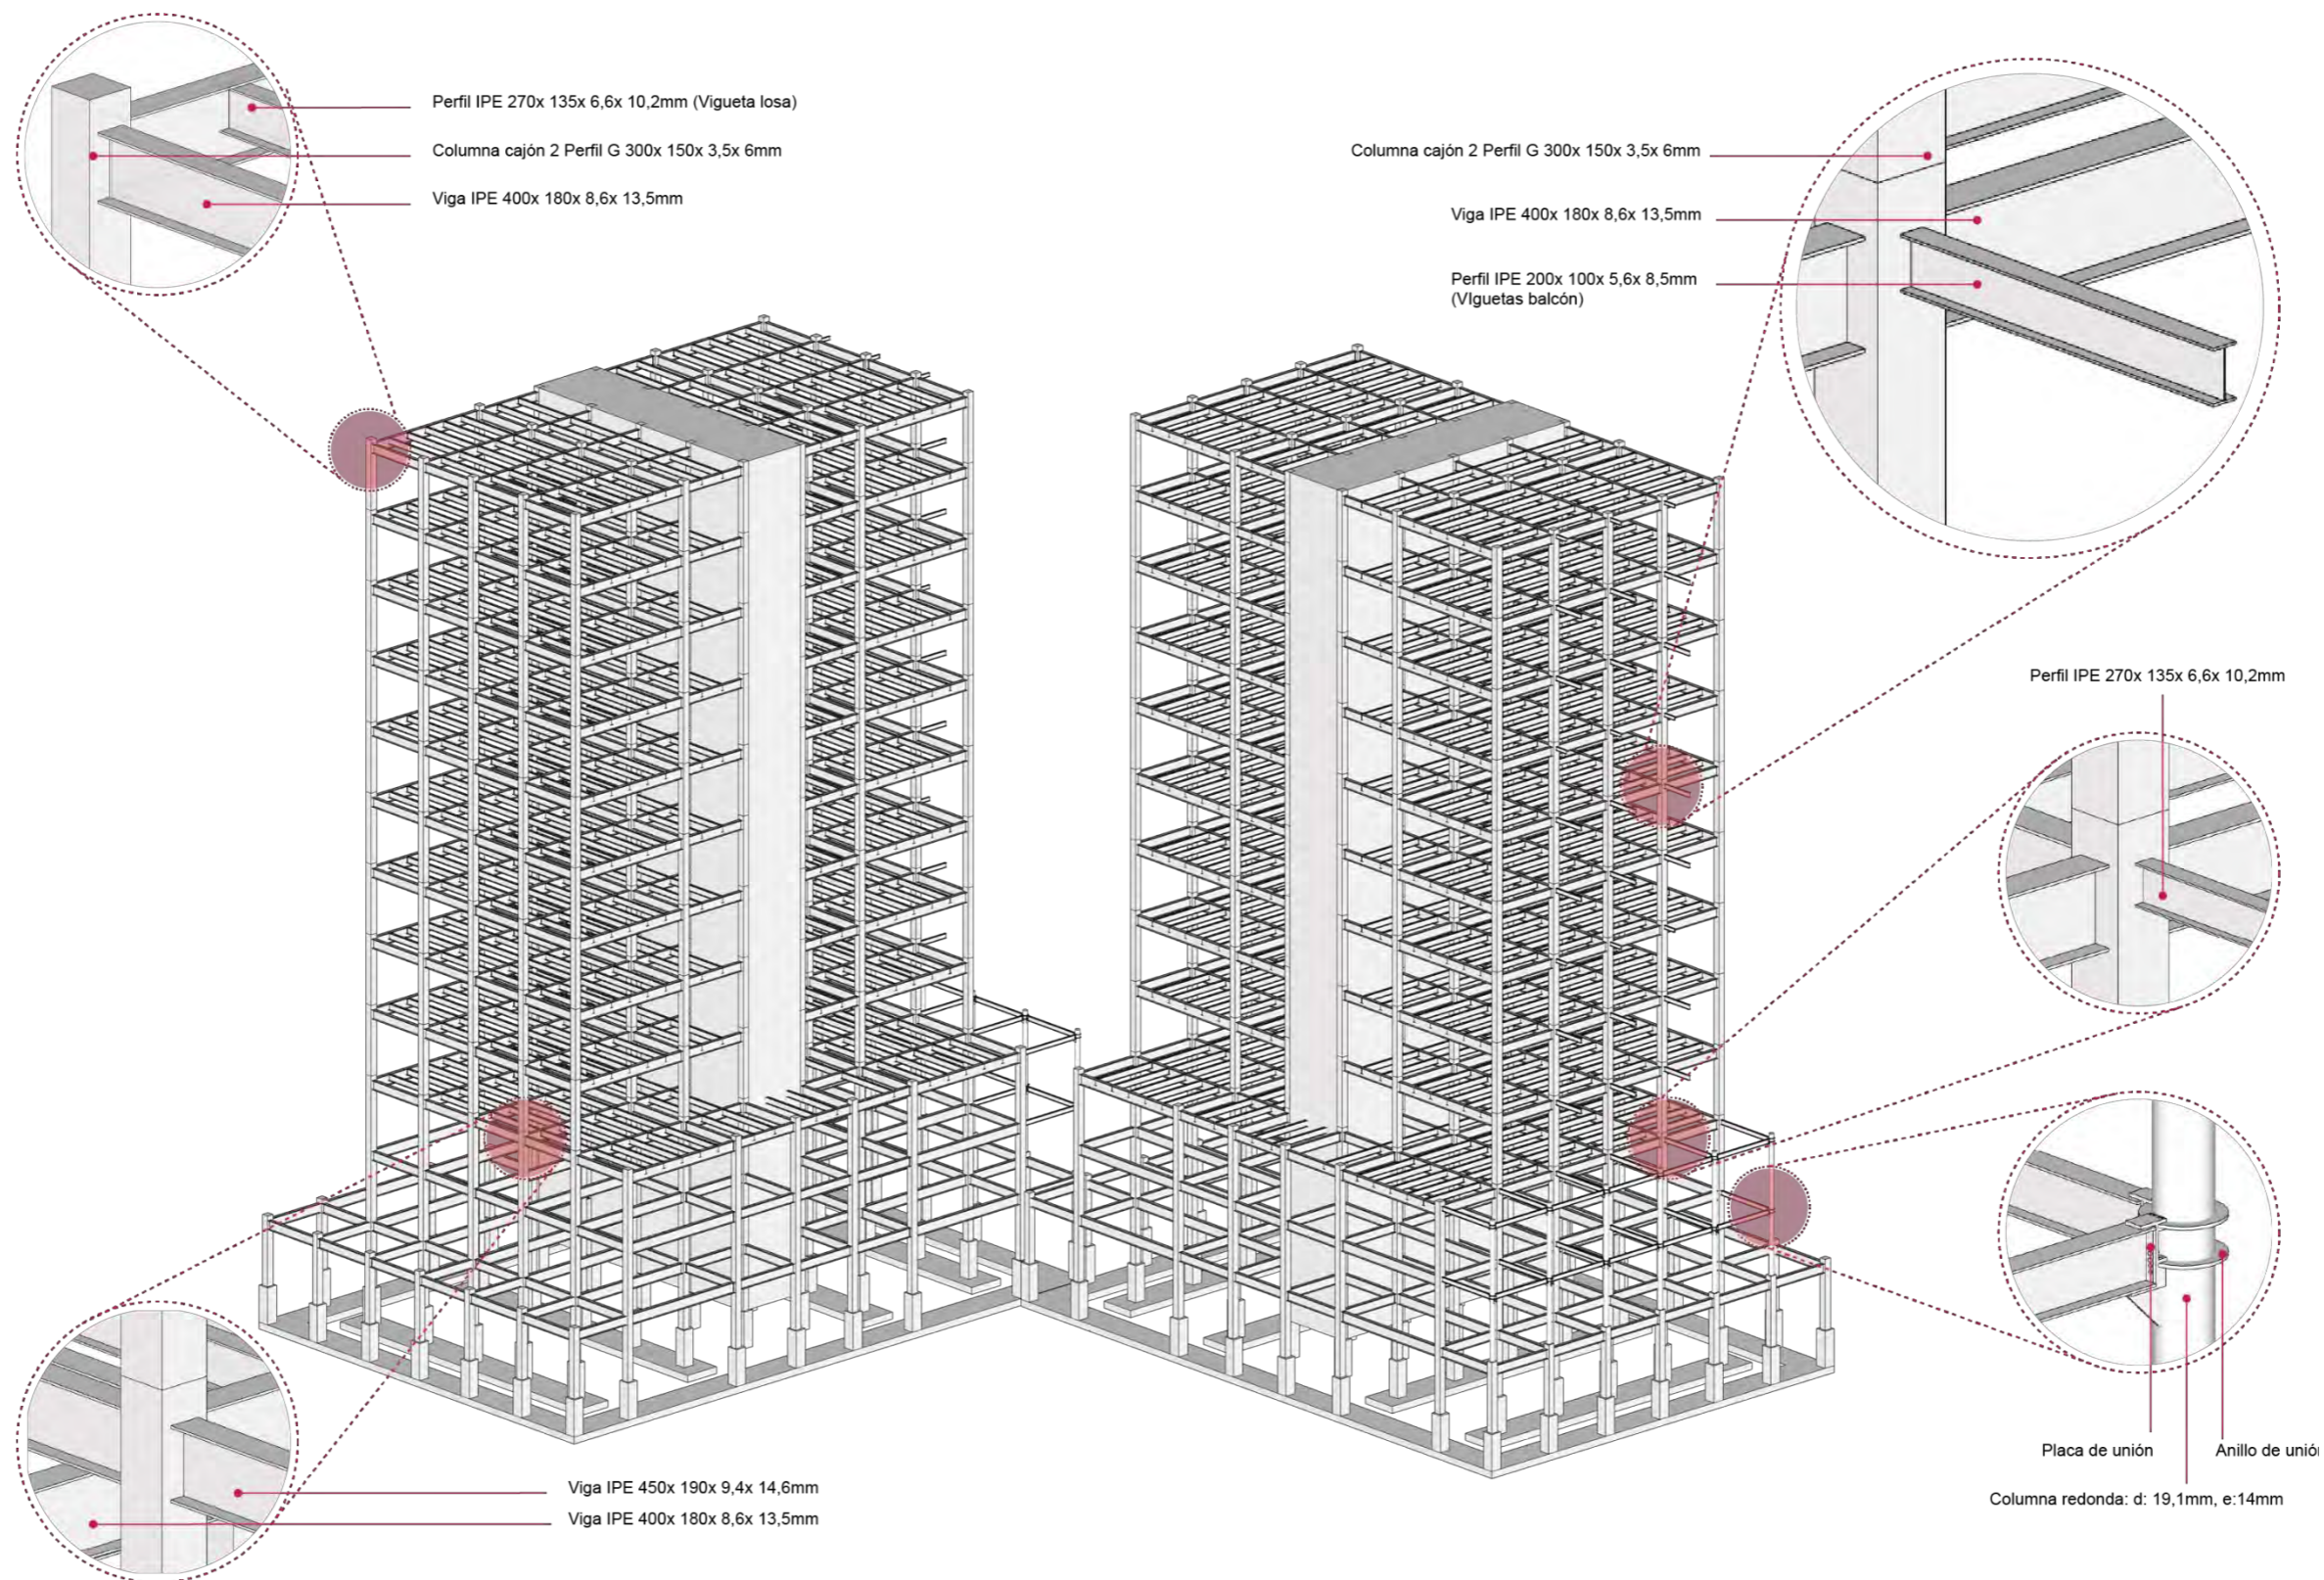 Perfil IPE 270x 135x 6,6x 10,2mm (Vigueta losa)
Columna cajón 2 Perfil G 300x 150x 3,5x 6mm
Viga IPE 400x 180x 8,6x 13,5mm
Columna cajón 2 Perfil G 300x 150x 3,5x 6mm
Viga IPE 400x 180x 8,6x 13,5mm
Perfil IPE 200x 100x 5,6x 8,5mm
(VIguetas balcón)
Perfil IPE 270x 135x 6,6x 10,2mm
Placa de unión
Anillo de unión
Columna redonda: d: 19,1mm, e:14mm
Viga IPE 450x 190x 9,4x 14,6mm
Viga IPE 400x 180x 8,6x 13,5mm